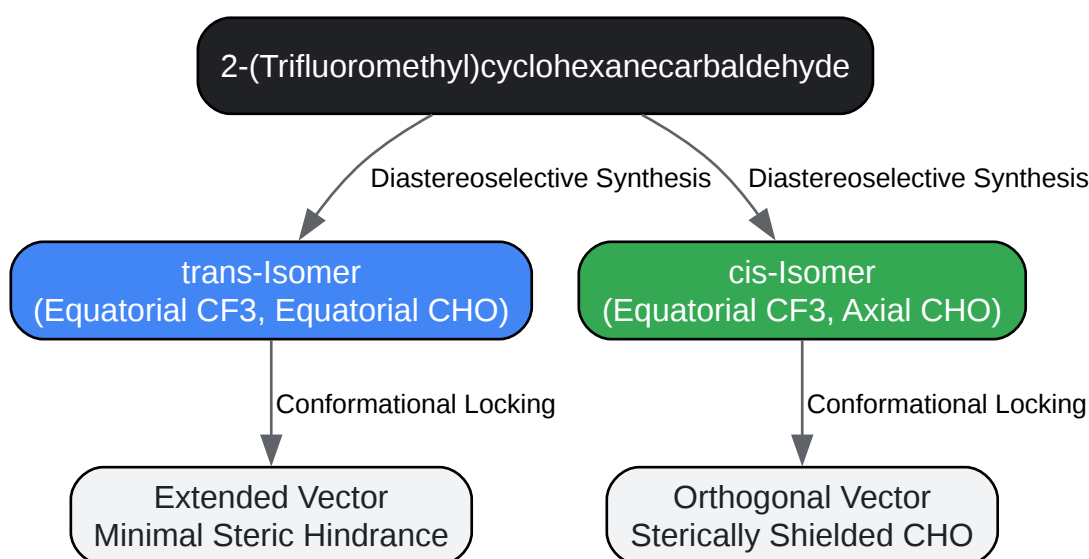 2-(Trifluoromethyl)cyclohexanecarbaldehyde
Diastereoselective Synthesis
Diastereoselective Synthesis
trans-Isomer
(Equatorial CF3, Equatorial CHO)
cis-Isomer
(Equatorial CF3, Axial CHO)
Conformational Locking
Conformational Locking
Extended Vector
Minimal Steric Hindrance
Orthogonal Vector
Sterically Shielded CHO